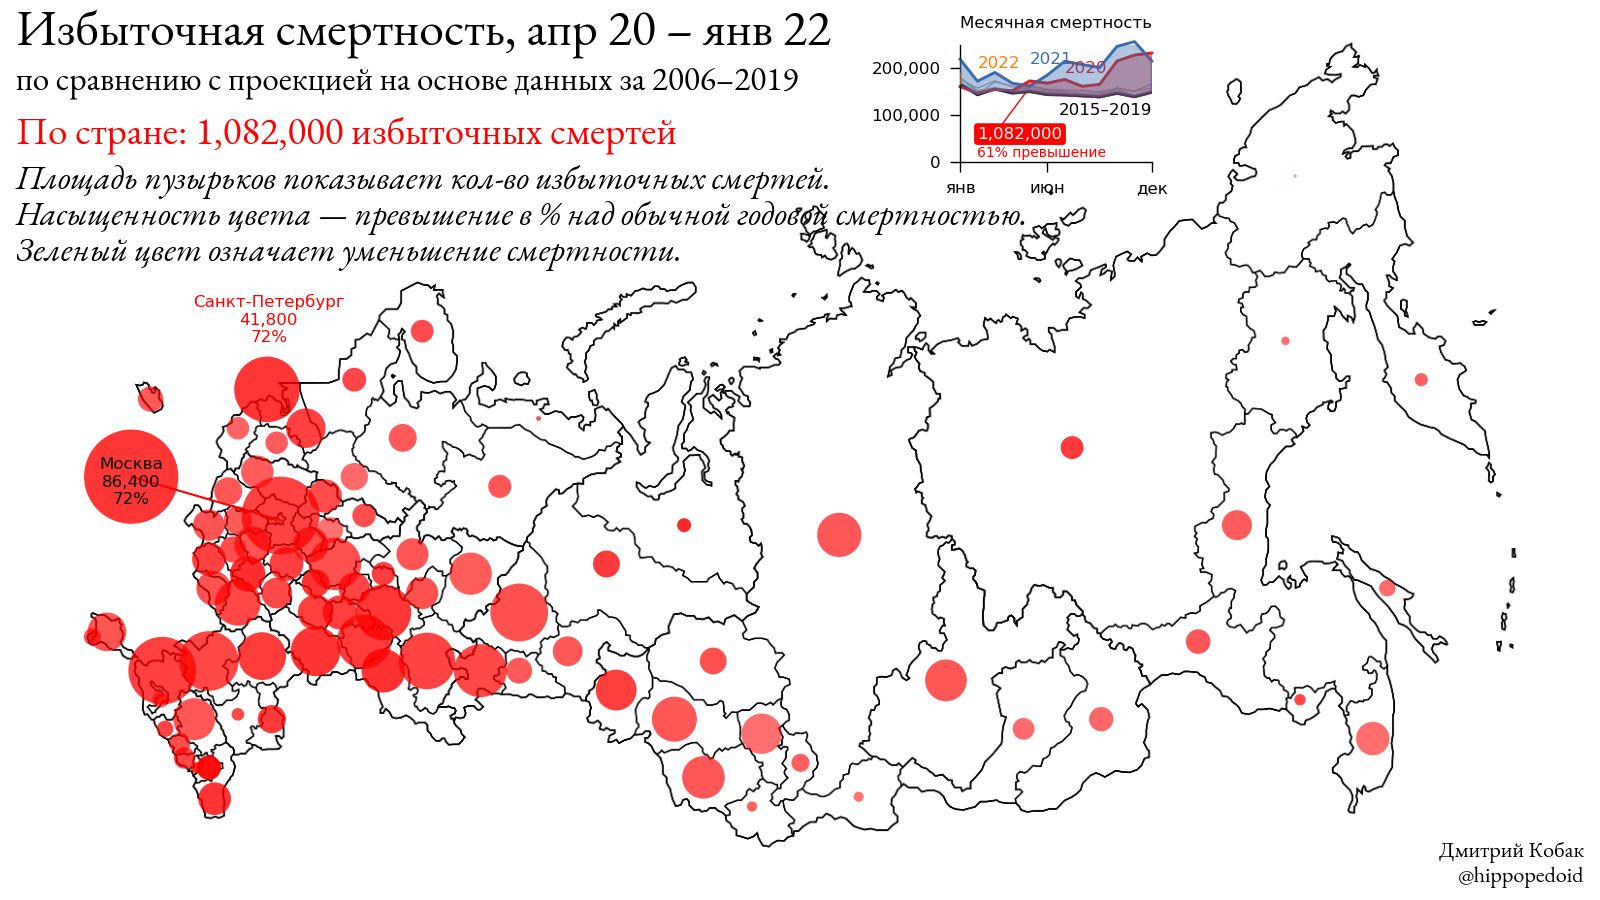 Избыточная смертность, апр 20 – янв 22
по сравнению с проекцией на основе данных за 2006–2019
По стране: 1,082,000 избыточных смертей
Площадь пузырьков показывает кол-во избыточных смертей.
Насыщенность цвета — превышение в % над обычной годовой смертностью.
Зеленый цвет означает уменьшение смертности.
Месячная смертность
200,000
100,000
0
2022
2021
2020
2015–2019
1,082,000
61% превышение
янв
июн
дек
Санкт-Петербург
41,800
72%
Москва
86,400
72%
Дмитрий Кобак
@hippopedoid